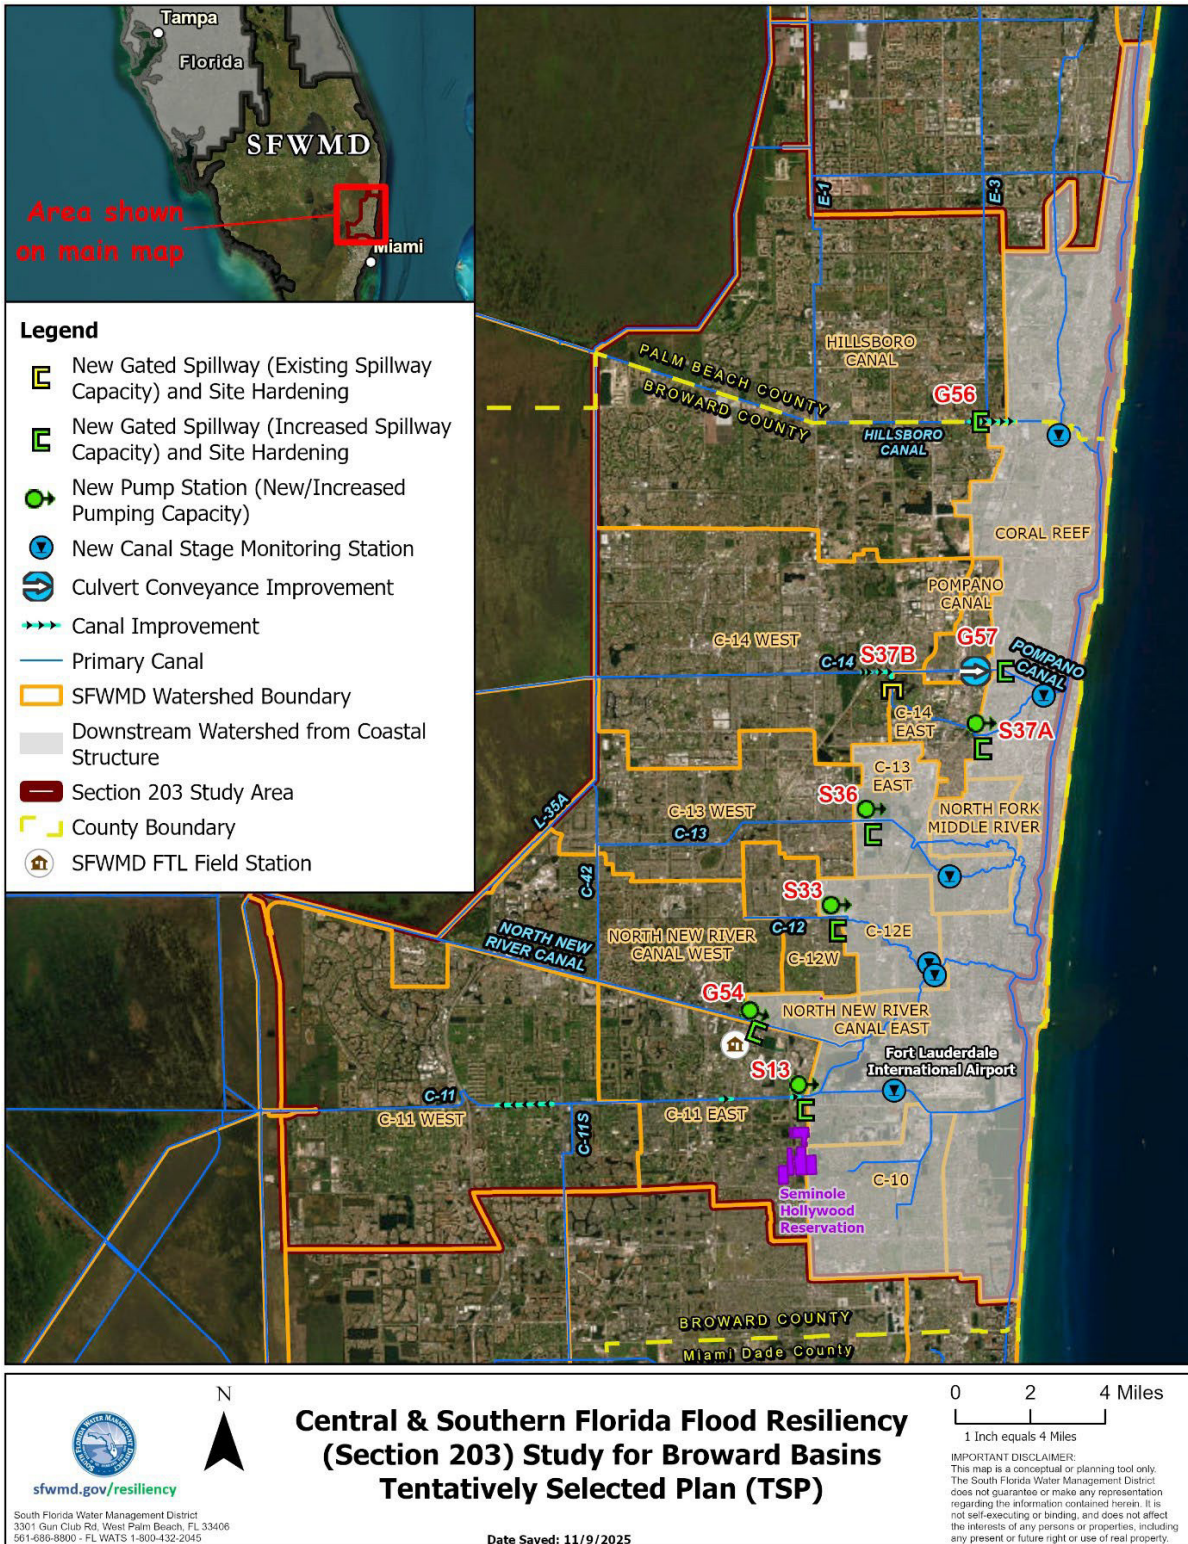 Tampa
Florida
SFWMD
Area shown
on main map
Miami
Legend
New Gated Spillway (Existing Spillway
Capacity) and Site Hardening
New Gated Spillway (Increased Spillway
Capacity) and Site Hardening
New Pump Station (New/Increased
Pumping Capacity)
New Canal Stage Monitoring Station
Culvert Conveyance Improvement
Canal Improvement
Primary Canal
SFWMD Watershed Boundary
Downstream Watershed from Coastal
Structure
Section 203 Study Area
County Boundary
SFWMD FTL Field Station
E-1
E-3
HILLSBORO
CANAL
PALM BEACH COUNTY
BROWARD COUNTY
G56
HILLSBORO
CANAL
CORAL REEF
POMPANO
CANAL
C-14 WEST
C-14
S37B
G57
POMPANO
CANAL
C-14
EAST
S37A
C-13
EAST
L-35A
C-13 WEST
C-13
S36
NORTH FORK
MIDDLE RIVER
C-42
S33
C-12
C-12E
C-12W
NORTH NEW
RIVER CANAL
NORTH NEW RIVER
CANAL WEST
G54
NORTH NEW RIVER
CANAL EAST
Fort Lauderdale
International Airport
S13
C-11
C-11 WEST
C-11S
C-11 EAST
C-10
Seminole
Hollywood
Reservation
BROWARD COUNTY
Miami Dade County
N
SOUTH FLORIDA WATER MANAGEMENT DISTRICT
sfwmd.gov/resiliency
South Florida Water Management District
3301 Gun Club Rd, West Palm Beach, FL 33406
561-686-8800 - FL WATS 1-800-432-2045
Central & Southern Florida Flood Resiliency
(Section 203) Study for Broward Basins
Tentatively Selected Plan (TSP)
Date Saved: 11/9/2025
0 2 4 Miles
1 Inch equals 4 Miles
IMPORTANT DISCLAIMER:
This map is a conceptual or planning tool only.
The South Florida Water Management District
does not guarantee or make any representation
regarding the information contained herein. It is
not self-executing or binding, and does not affect
the interests of any persons or properties, including
any present or future right or use of real property.